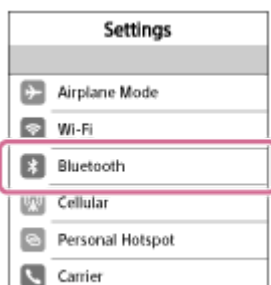 Settings
Airplane Mode
Wi-Fi
Bluetooth
Cellular
Personal Hotspot
Carrier